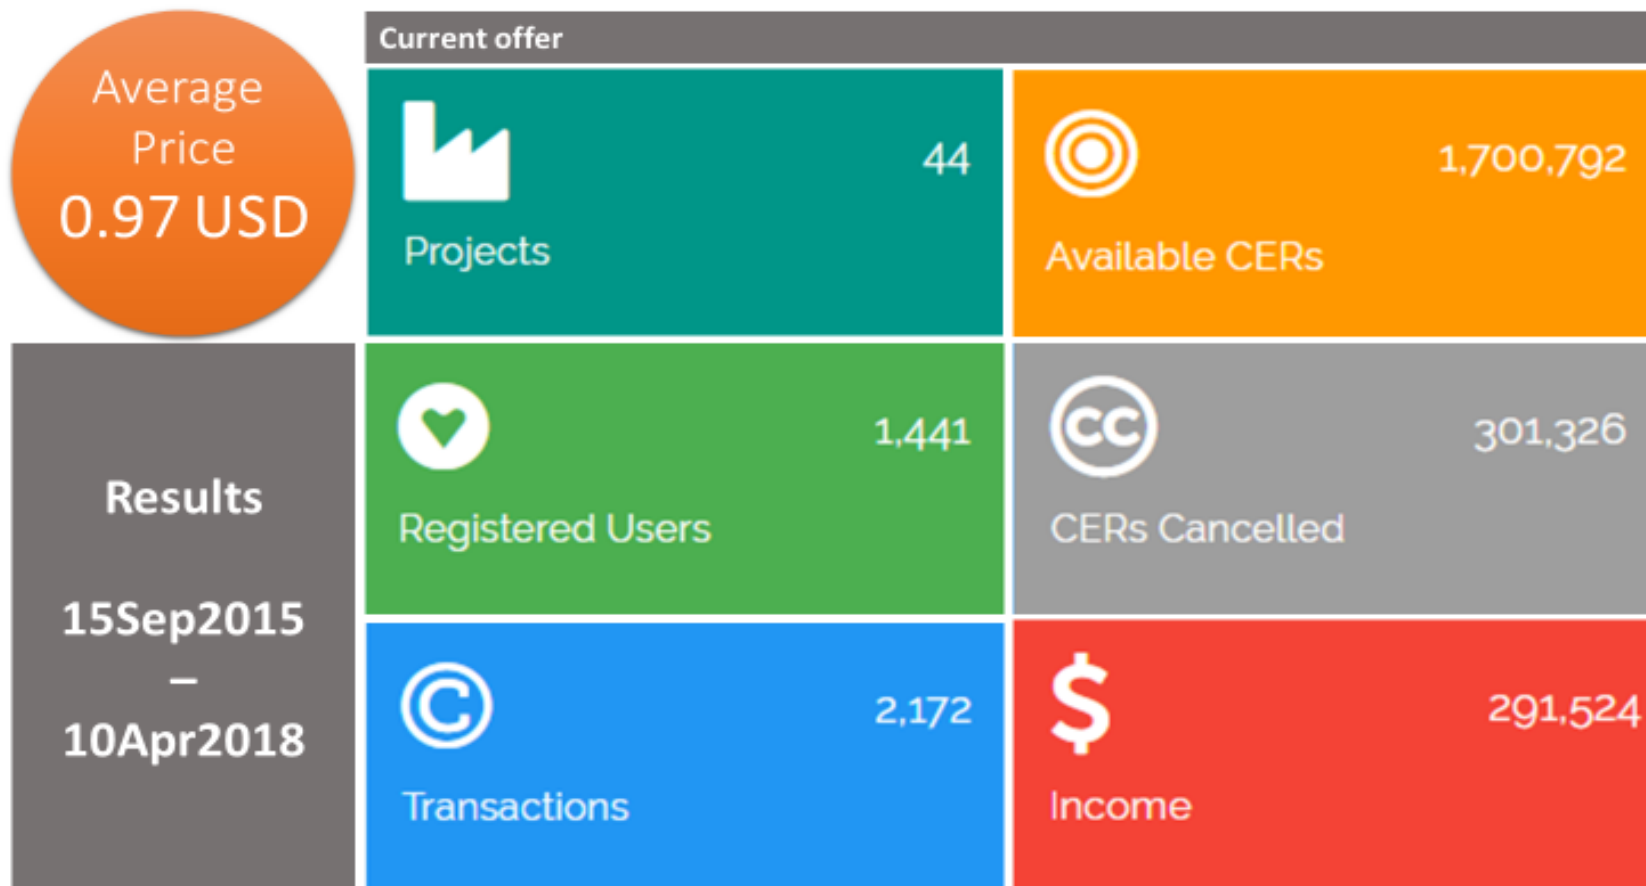 Average
Price
0.97 USD
Current offer
44
Projects
1,700,792
Available CERs
Results
15Sep2015
–
10Apr2018
1,441
Registered Users
CC
301,326
CERs Cancelled
C
2,172
Transactions
$
291,524
Income